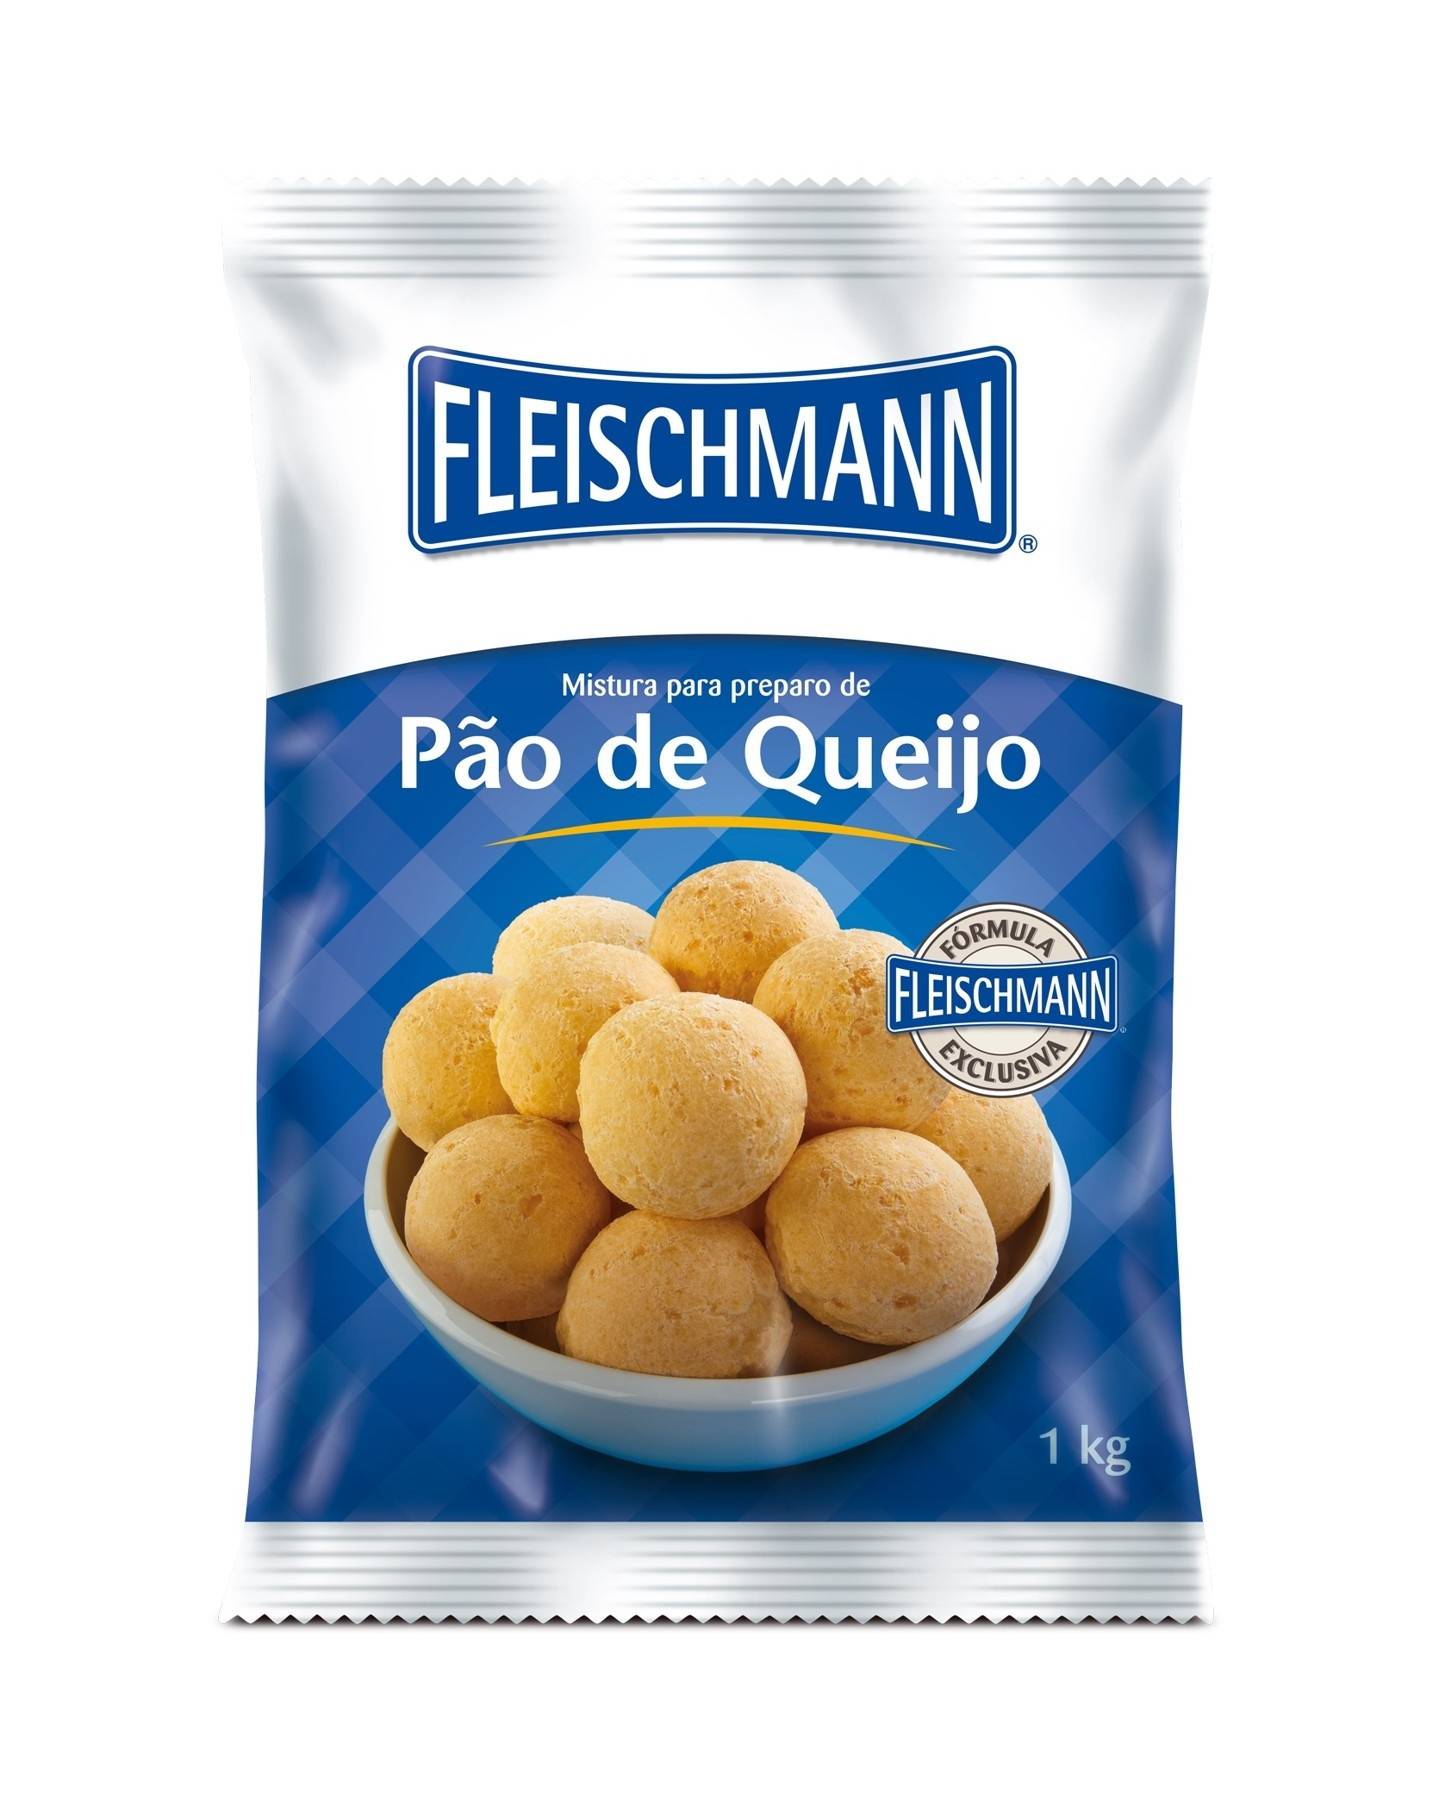 FLEISCHMANN
®
Mistura para preparo de
Pão de Queijo
FÓRMULA
FLEISCHMANN
®
EXCLUSIVA
1 kg